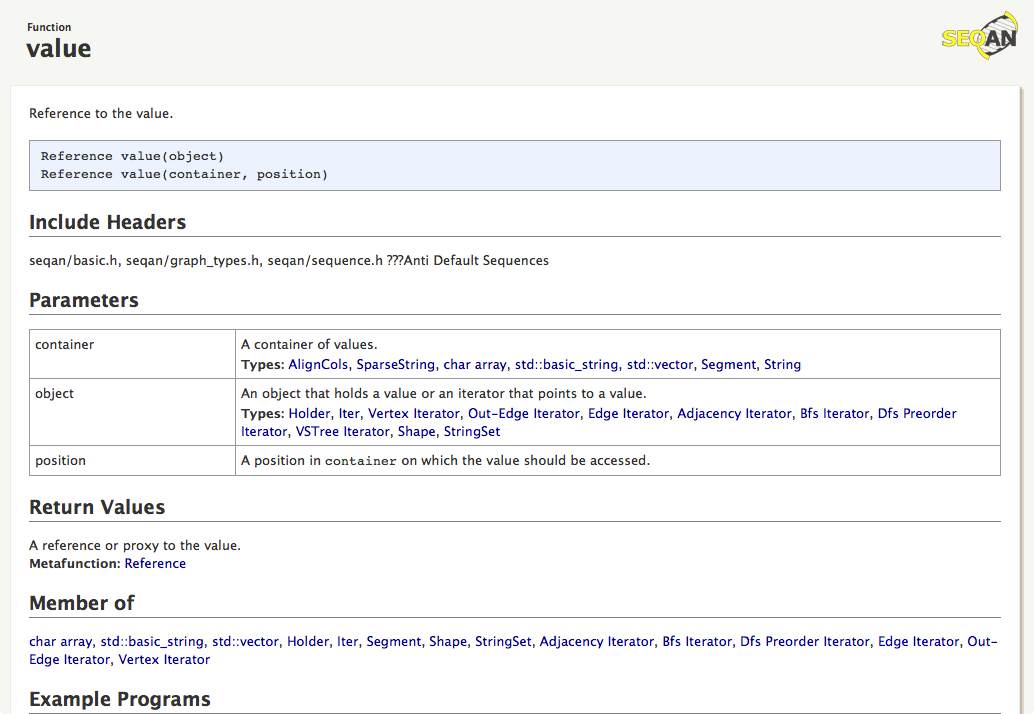 Function
value
SEQAN
Reference to the value.
Reference value(object)
Reference value(container, position)
Include Headers
seqan/basic.h, seqan/graph_types.h, seqan/sequence.h ???Anti Default Sequences
Parameters
container
A container of values.
Types: AlignCols, SparseString, char array, std::basic_string, std::vector, Segment, String
object
An object that holds a value or an iterator that points to a value.
Types: Holder, Iter, Vertex Iterator, Out-Edge Iterator, Edge Iterator, Adjacency Iterator, Bfs Iterator, Dfs Preorder
Iterator, VSTree Iterator, Shape, StringSet
position
A position in container on which the value should be accessed.
Return Values
A reference or proxy to the value.
Metafunction: Reference
Member of
char array, std::basic_string, std::vector, Holder, Iter, Segment, Shape, StringSet, Adjacency Iterator, Bfs Iterator, Dfs Preorder Iterator, Edge Iterator, Out-
Edge Iterator, Vertex Iterator
Example Programs